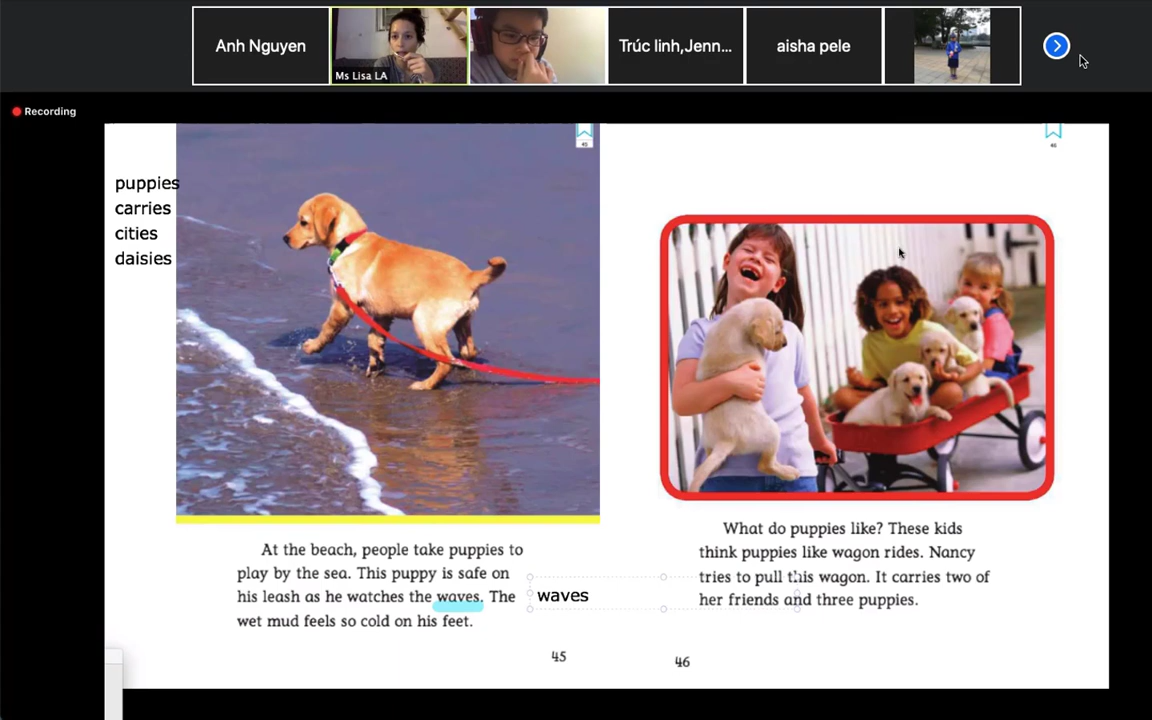 Anh Nguyen
Ms Lisa LA
Trúc linh,Jenn...
aisha pele
Recording
45
46
puppies
carries
cities
daisies
At the beach, people take puppies to
play by the sea. This puppy is safe on
his leash as he watches the waves. The
wet mud feels so cold on his feet.
waves
What do puppies like? These kids
think puppies like wagon rides. Nancy
tries to pull this wagon. It carries two of
her friends and three puppies.
45
46